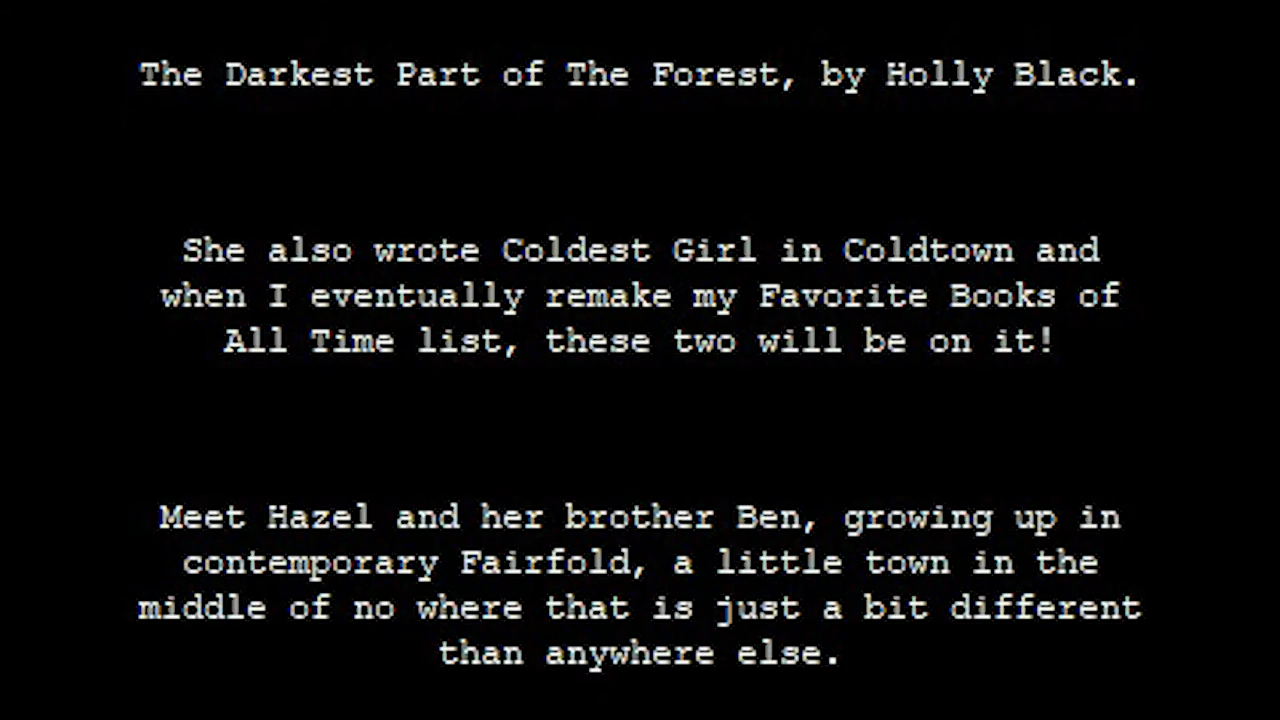 The Darkest Part of The Forest, by Holly Black.
She also wrote Coldest Girl in Coldtown and
when I eventually remake my Favorite Books of
All Time list, these two will be on it!
Meet Hazel and her brother Ben, growing up in
contemporary Fairfold, a little town in the
middle of no where that is just a bit different
than anywhere else.